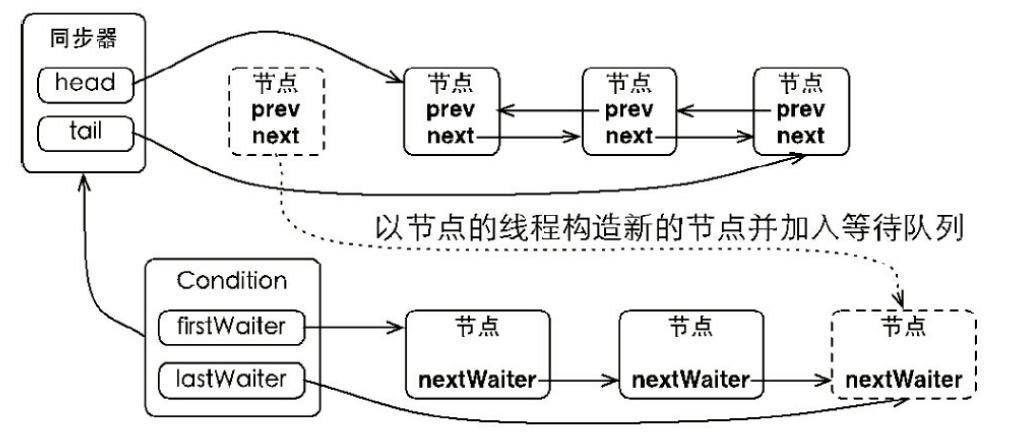 同步器
head
tail
节点
prev
next
节点
prev
next
节点
prev
next
节点
prev
next
以节点的线程构造新的节点并加入等待队列
Condition
firstWaiter
lastWaiter
节点
nextWaiter
节点
nextWaiter
节点
nextWaiter